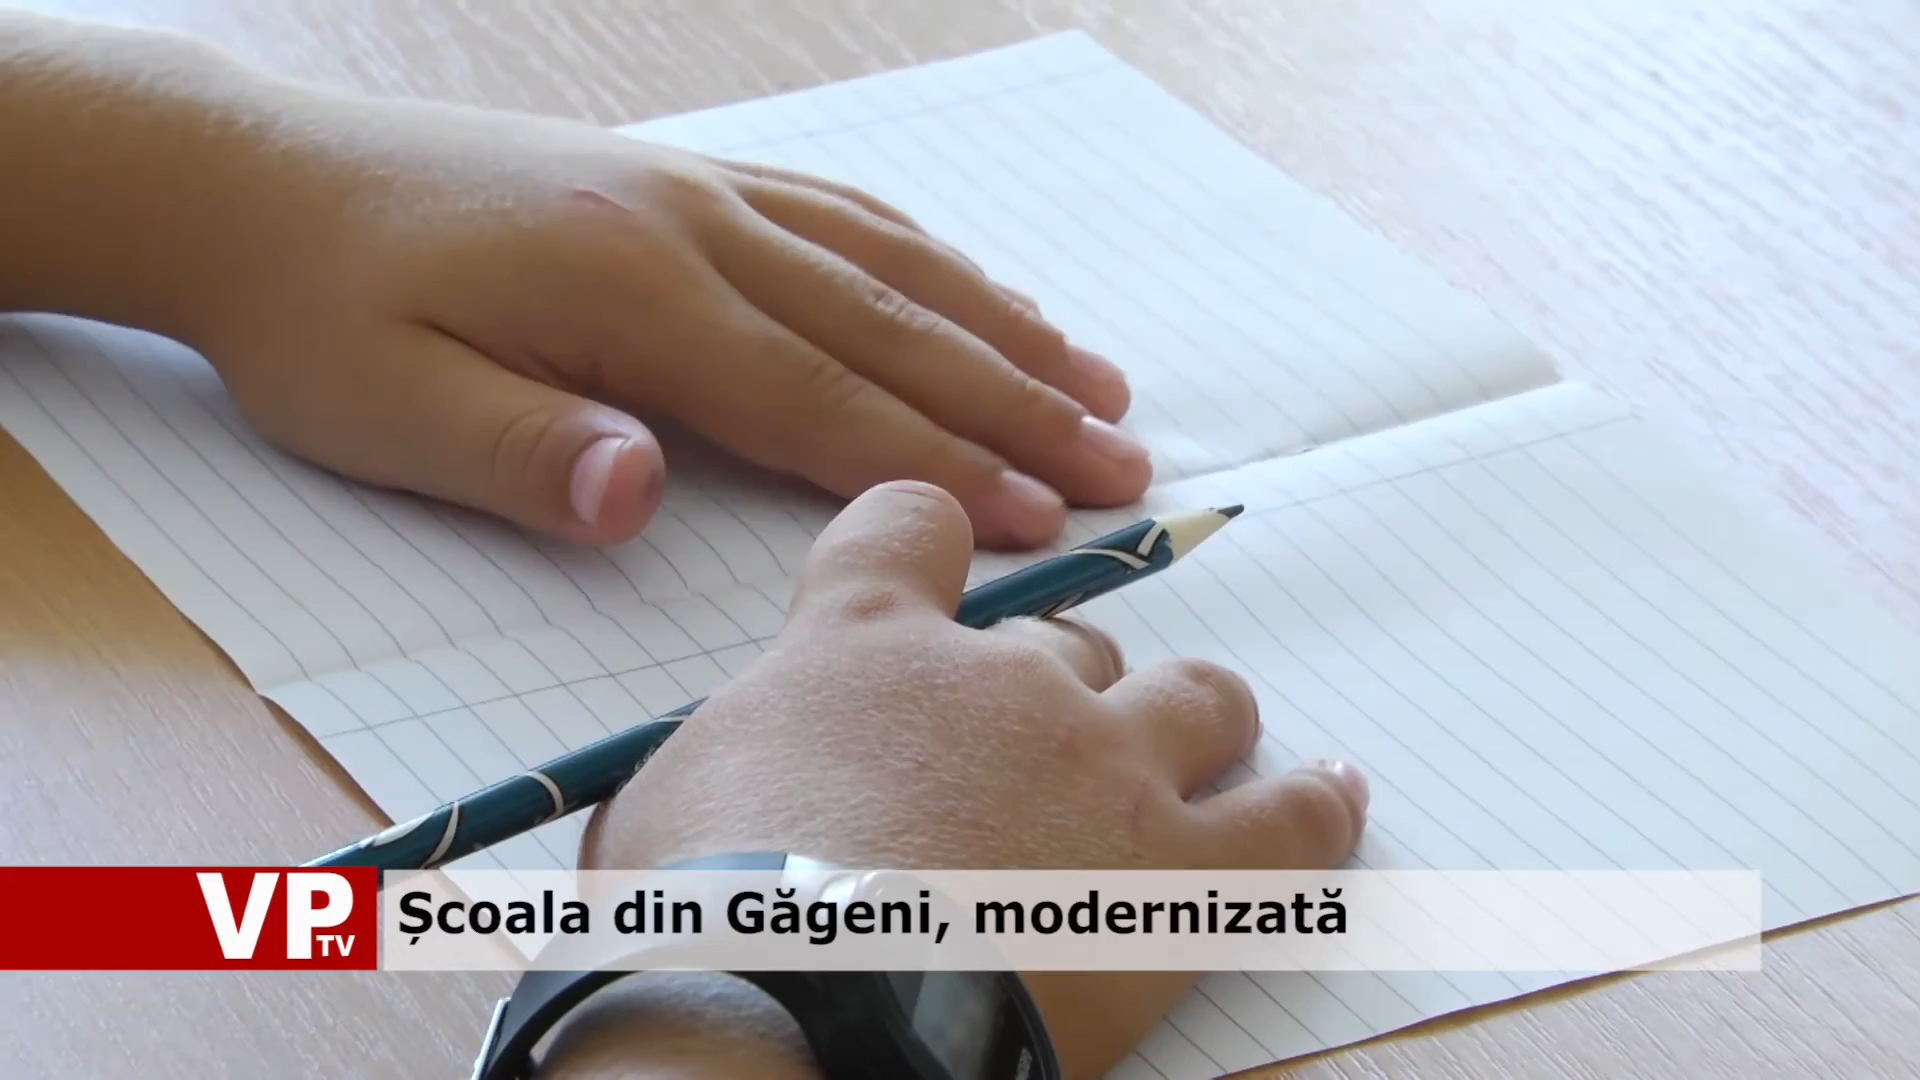 VP
TV
Școala din Găgeni, modernizată